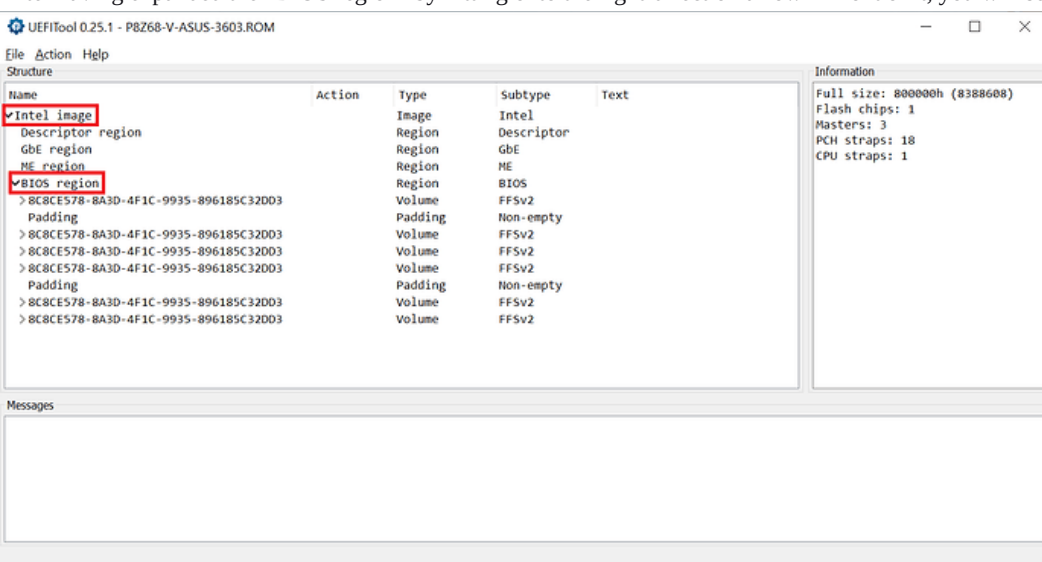 UEFITool 0.25.1 - P8Z68-V-ASUS-3603.ROM
File Action Help
Structure
Information
Name Action Type Subtype Text
Intel image Image Intel
Descriptor region Region Descriptor
GbE region Region GbE
ME region Region ME
BIOS region Region BIOS
8C8CE578-8A3D-4F1C-9935-896185C32DD3 Volume FFSv2
Padding Padding Non-empty
8C8CE578-8A3D-4F1C-9935-896185C32DD3 Volume FFSv2
8C8CE578-8A3D-4F1C-9935-896185C32DD3 Volume FFSv2
8C8CE578-8A3D-4F1C-9935-896185C32DD3 Volume FFSv2
Padding Padding Non-empty
8C8CE578-8A3D-4F1C-9935-896185C32DD3 Volume FFSv2
8C8CE578-8A3D-4F1C-9935-896185C32DD3 Volume FFSv2
Full size: 800000h (8388608)
Flash chips: 1
Masters: 3
PCH straps: 18
CPU straps: 1
Messages